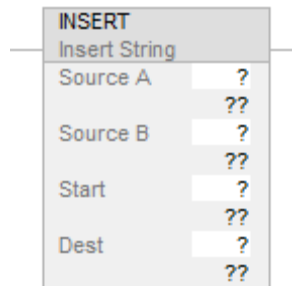 INSERT
Insert String
Source A ?
??
Source B ?
??
Start ?
??
Dest ?
??